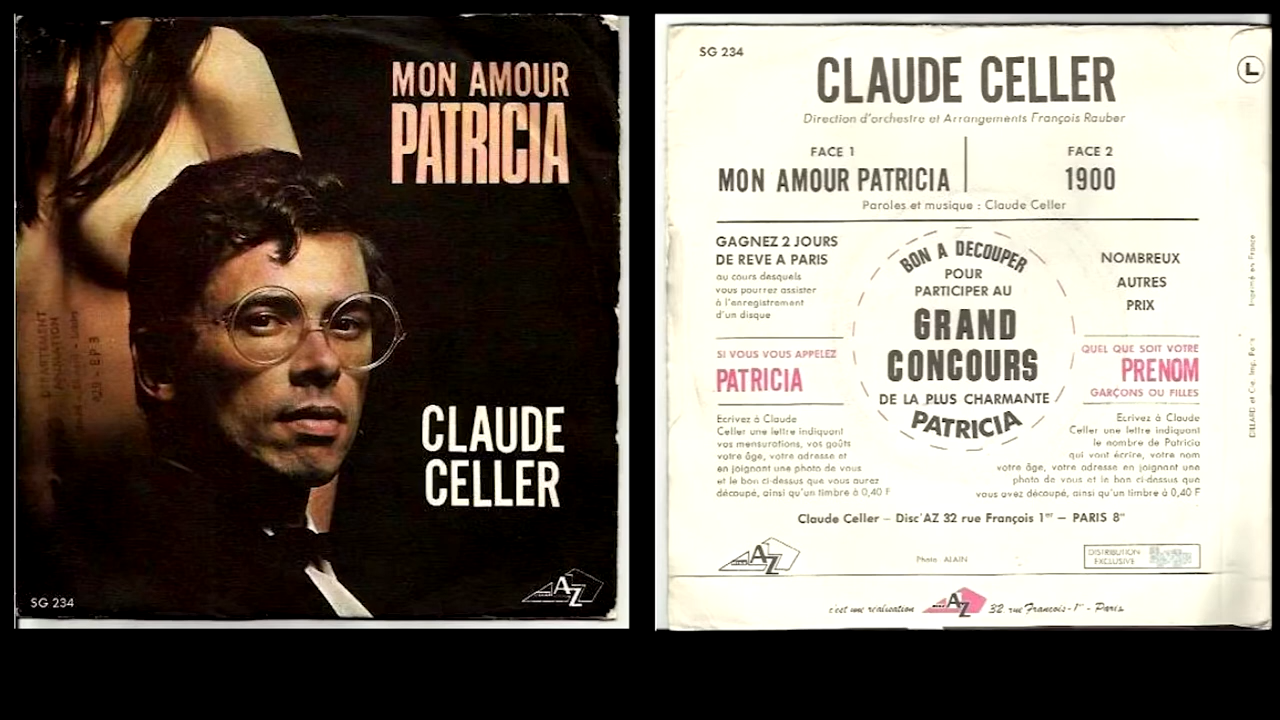 MON AMOUR
PATRICIA
CLAUDE
CELLER
SG 234
AZ
DEPARTEMENT
ANIMATION
SG 234
L
CLAUDE CELLER
Direction d'orchestre et Arrangements François Rauber
FACE 1
MON AMOUR PATRICIA
FACE 2
1900
Paroles et musique : Claude Celler
GAGNEZ 2 JOURS
DE REVE A PARIS
au cours desquels
vous pourrez assister
à l'enregistrement
d'un disque
SI VOUS VOUS APPELEZ
PATRICIA
Ecrivez à Claude
Celler une lettre indiquant
vos mensurations, vos goûts
votre âge, votre adresse et
en joignant une photo de vous
et le bon ci-dessus que vous aurez
découpé, ainsi qu'un timbre à 0,40 F
BON A DECOUPER
POUR
PARTICIPER AU
GRAND
CONCOURS
DE LA PLUS CHARMANTE
PATRICIA
NOMBREUX
AUTRES
PRIX
QUEL QUE SOIT VOTRE
PRENOM
GARÇONS OU FILLES
Ecrivez à Claude
Celler une lettre indiquant
le nombre de Patricia
qui vont écrire, votre nom
votre âge, votre adresse en joignant une
photo de vous et le bon ci-dessus que
vous avez découpé, ainsi qu'un timbre à 0,40 F
Claude Celler – Disc'AZ 32 rue François 1er – PARIS 8e
AZ
Photo ALAIN
DISTRIBUTION
EXCLUSIVE
c'est une réalisation AZ 32 rue François-1er - Paris
Imprimé en France
et Cie. Imp. Paris